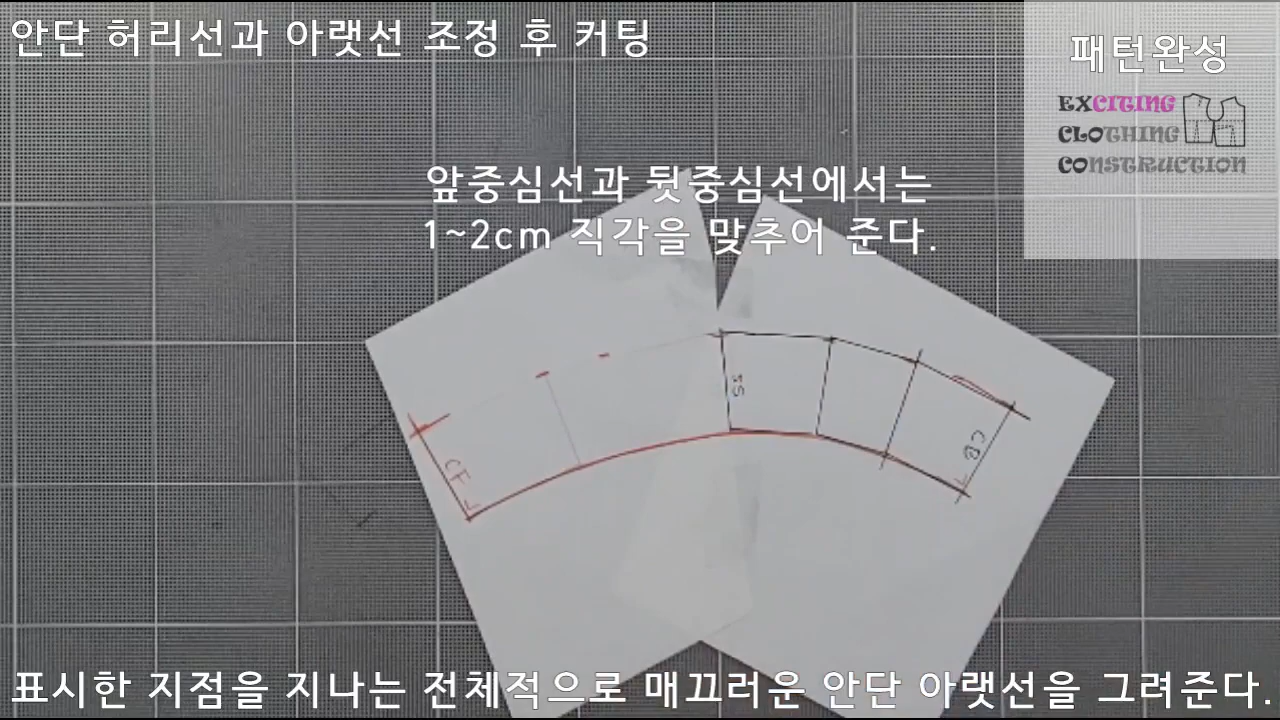 안단 허리선과 아랫선 조정 후 커팅
패턴완성
EXCITING
CLOTHING
CONSTRUCTION
앞중심선과 뒷중심선에서는
1~2cm 직각을 맞추어 준다.
SS
CF
CB
표시한 지점을 지나는 전체적으로 매끄러운 안단 아랫선을 그려준다.